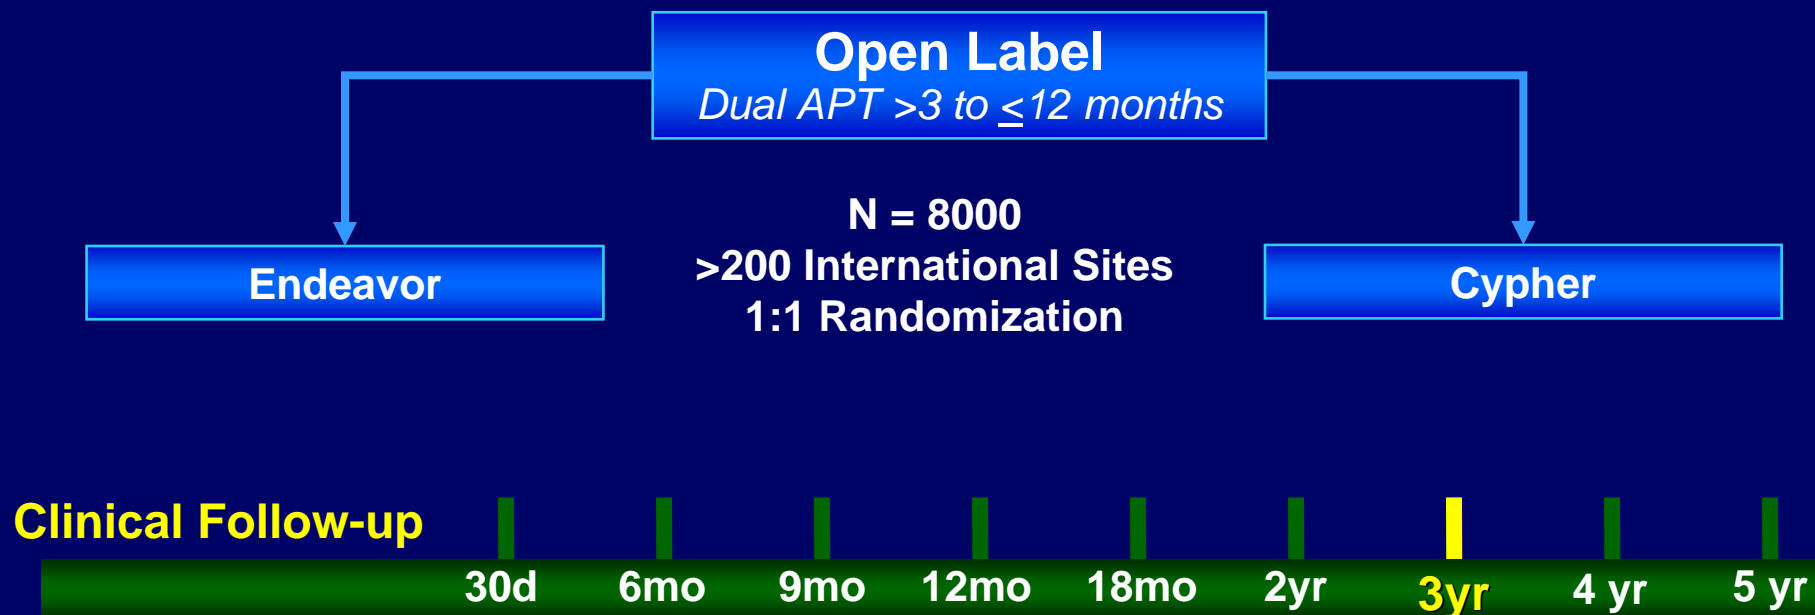 Open Label
Dual APT >3 to ≤12 months
N = 8000
>200 International Sites
1:1 Randomization
Endeavor
Cypher
Clinical Follow-up
30d 6mo 9mo 12mo 18mo 2yr 3yr 4 yr 5 yr